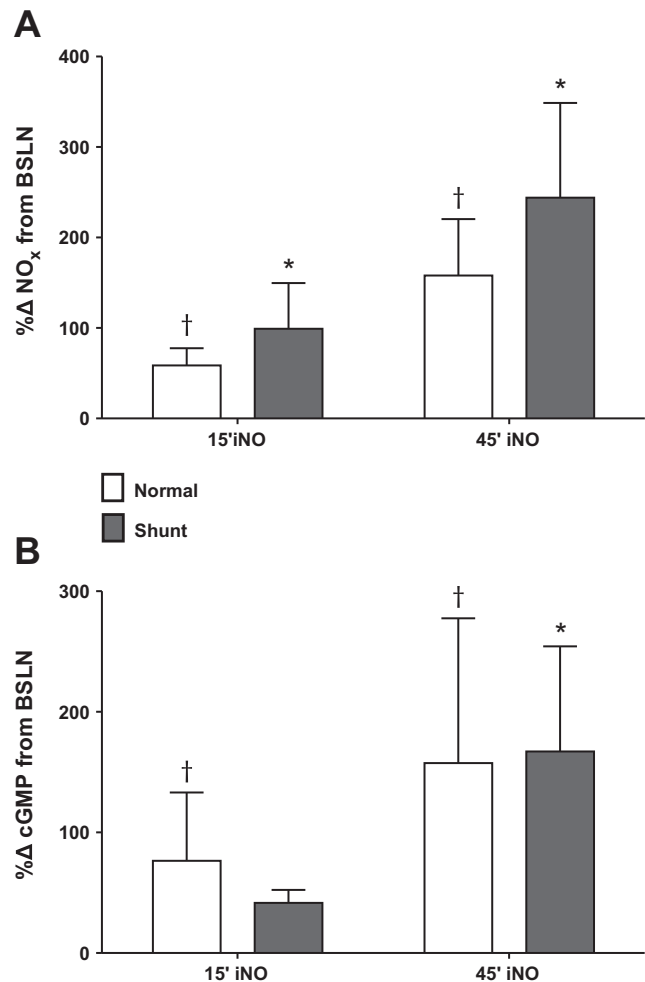 A
%Δ NOx from BSLN
400
300
200
100
0
†
*
†
*
15'iNO
45' iNO
Normal
Shunt
B
%Δ cGMP from BSLN
300
200
100
0
†
†
*
15' iNO
45' iNO